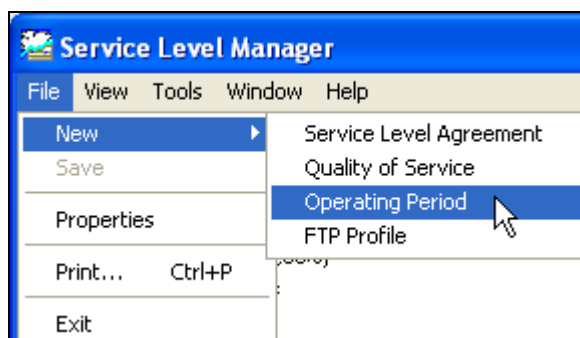 Service Level Manager
File View Tools Window Help
New
Service Level Agreement
Save
Quality of Service
Operating Period
Properties
FTP Profile
Print... Ctrl+P
Exit